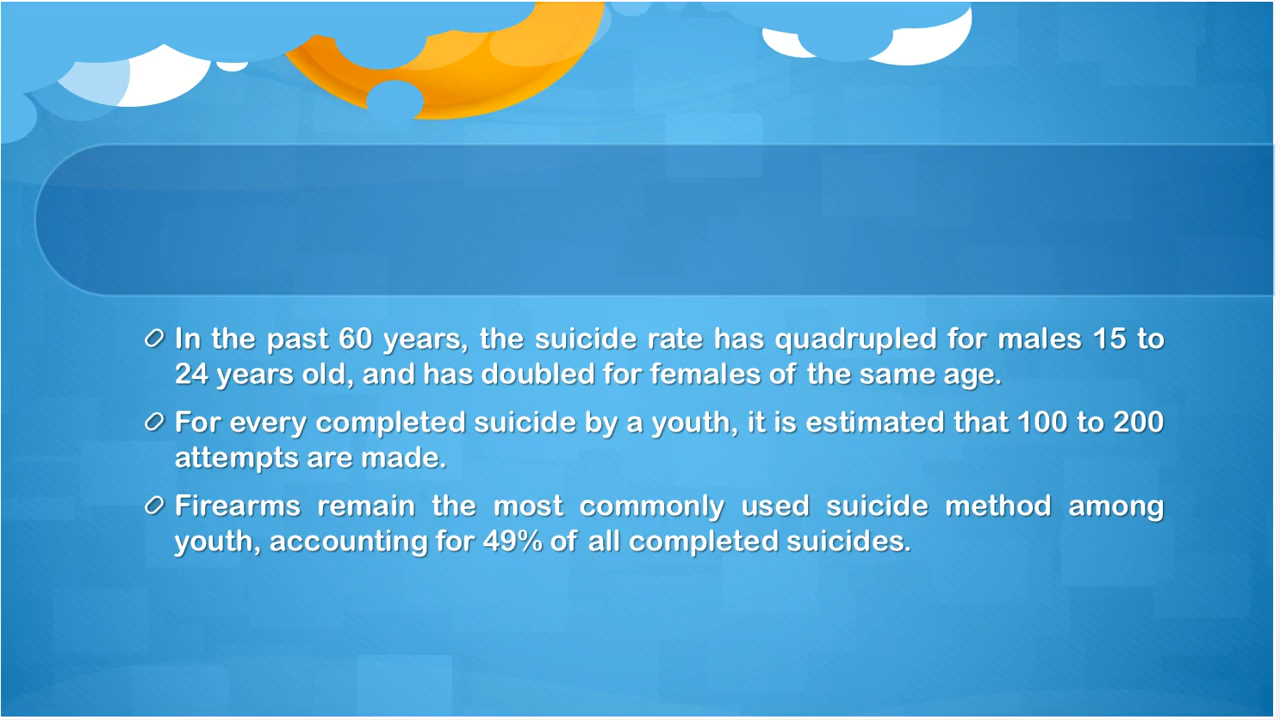 In the past 60 years, the suicide rate has quadrupled for males 15 to
24 years old, and has doubled for females of the same age.
For every completed suicide by a youth, it is estimated that 100 to 200
attempts are made.
Firearms remain the most commonly used suicide method among
youth, accounting for 49% of all completed suicides.